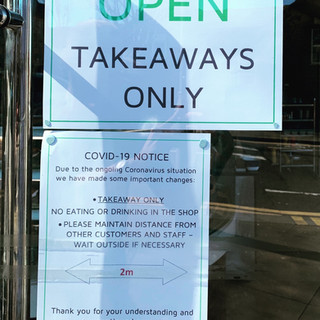 OPEN
TAKEAWAYS
ONLY
COVID-19 NOTICE
Due to the ongoing Coronavirus situation
we have made some important changes:
• TAKEAWAY ONLY
NO EATING OR DRINKING IN THE SHOP
• PLEASE MAINTAIN DISTANCE FROM
OTHER CUSTOMERS AND STAFF –
WAIT OUTSIDE IF NECESSARY
2m
Thank you for your understanding and